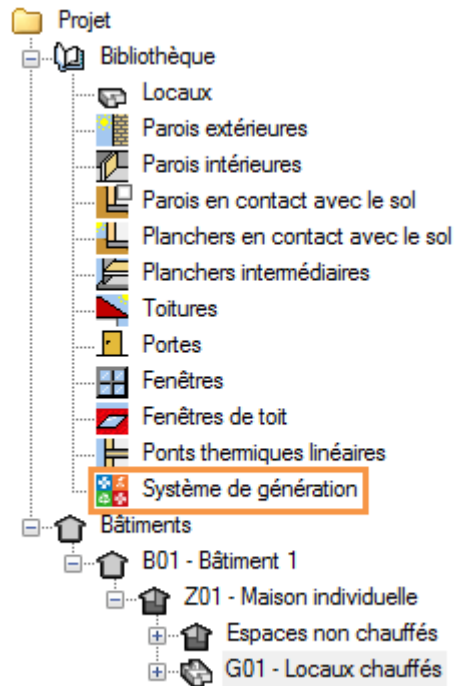 Projet
Bibliothèque
Locaux
Parois extérieures
Parois intérieures
Parois en contact avec le sol
Planchers en contact avec le sol
Planchers intermédiaires
Toitures
Portes
Fenêtres
Fenêtres de toit
Ponts thermiques linéaires
Système de génération
Bâtiments
B01 - Bâtiment 1
Z01 - Maison individuelle
Espaces non chauffés
G01 - Locaux chauffés